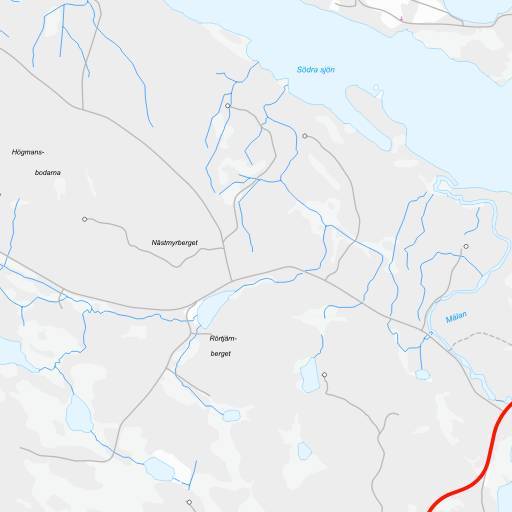 Södra sjön
Högmans-
bodarna
Nästmyrberget
Mälan
Rörtjärn-
berget